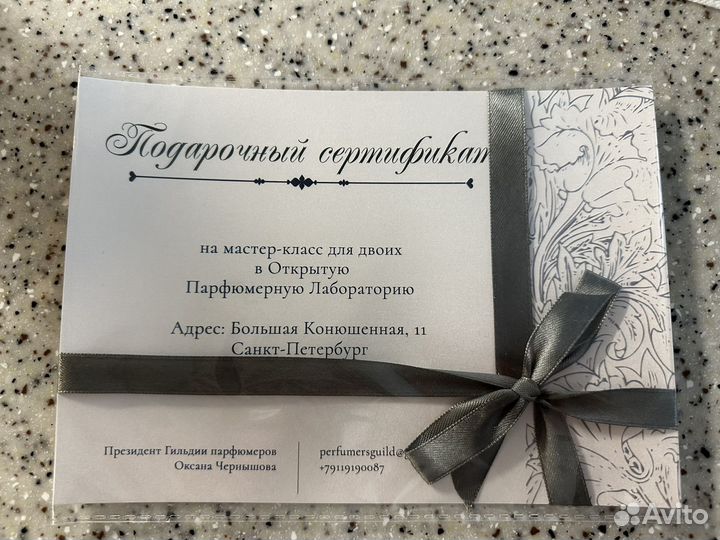 Подарочный сертификат
на мастер-класс для двоих
в Открытую
Парфюмерную Лабораторию
Адрес: Большая Конюшенная, 11
Санкт-Петербург
Президент Гильдии парфюмеров
Оксана Чернышова
perfumersguild@
+79119190087
Avito